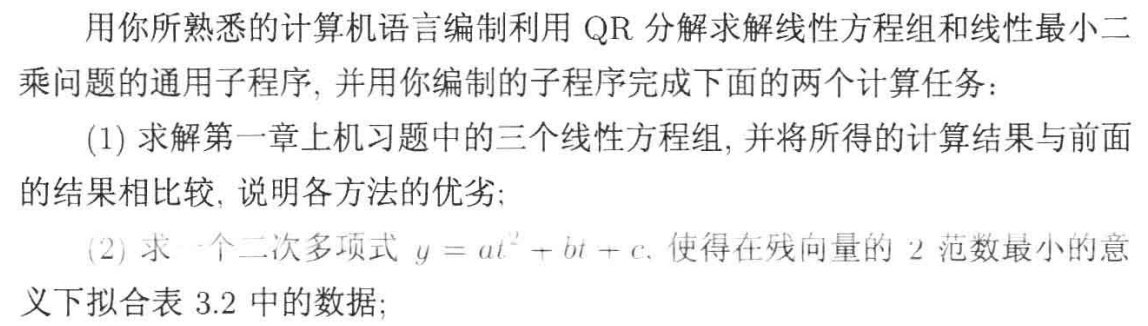 用你所熟悉的计算机语言编制利用 QR 分解求解线性方程组和线性最小二
乘问题的通用子程序, 并用你编制的子程序完成下面的两个计算任务:
(1) 求解第一章上机习题中的三个线性方程组, 并将所得的计算结果与前面
的结果相比较, 说明各方法的优劣;
(2) 求一个二次多项式 y = at² + bt + c, 使得在残向量的 2 范数最小的意
义下拟合表 3.2 中的数据;